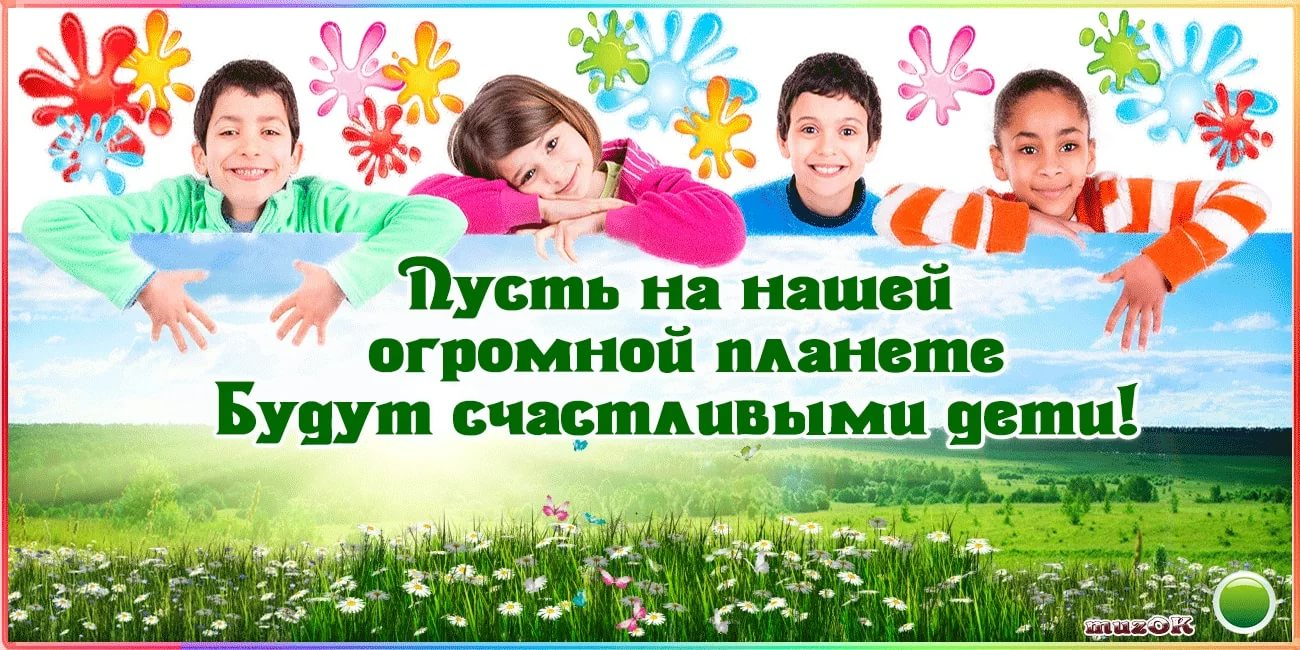 Пусть на нашей
огромной планете
Будут счастливыми дети!
muzOK